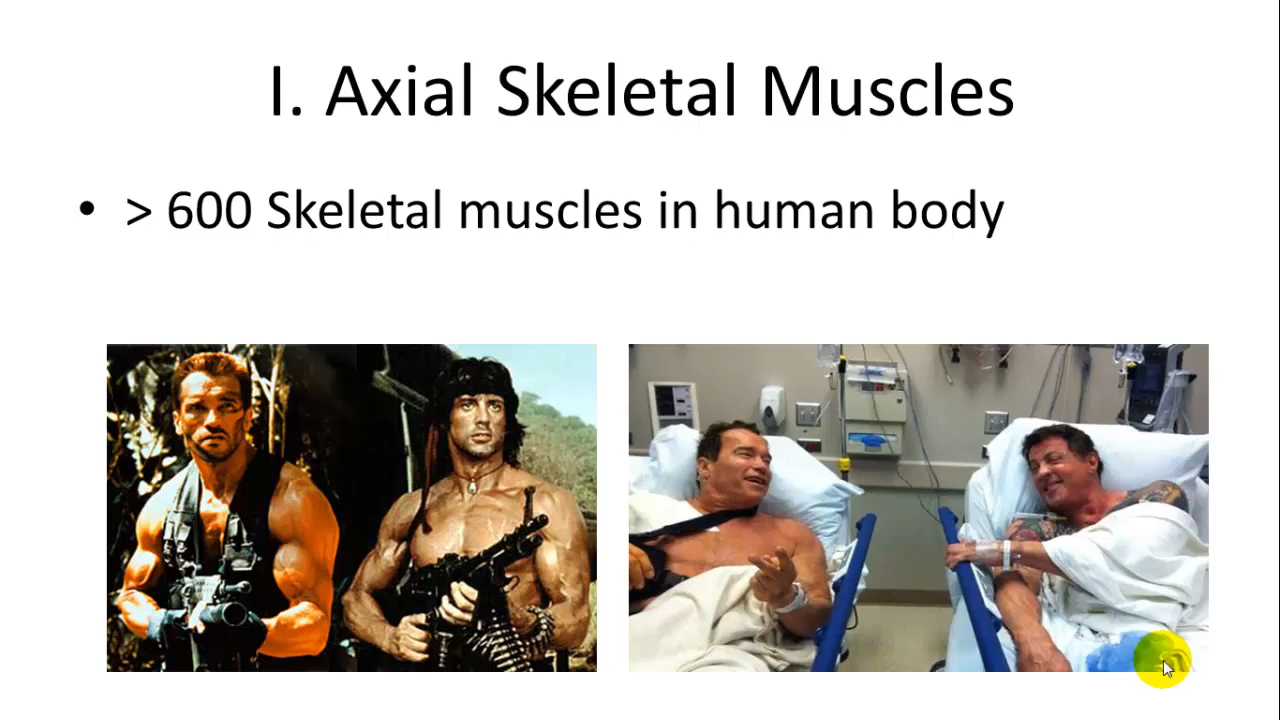 I. Axial Skeletal Muscles
• > 600 Skeletal muscles in human body